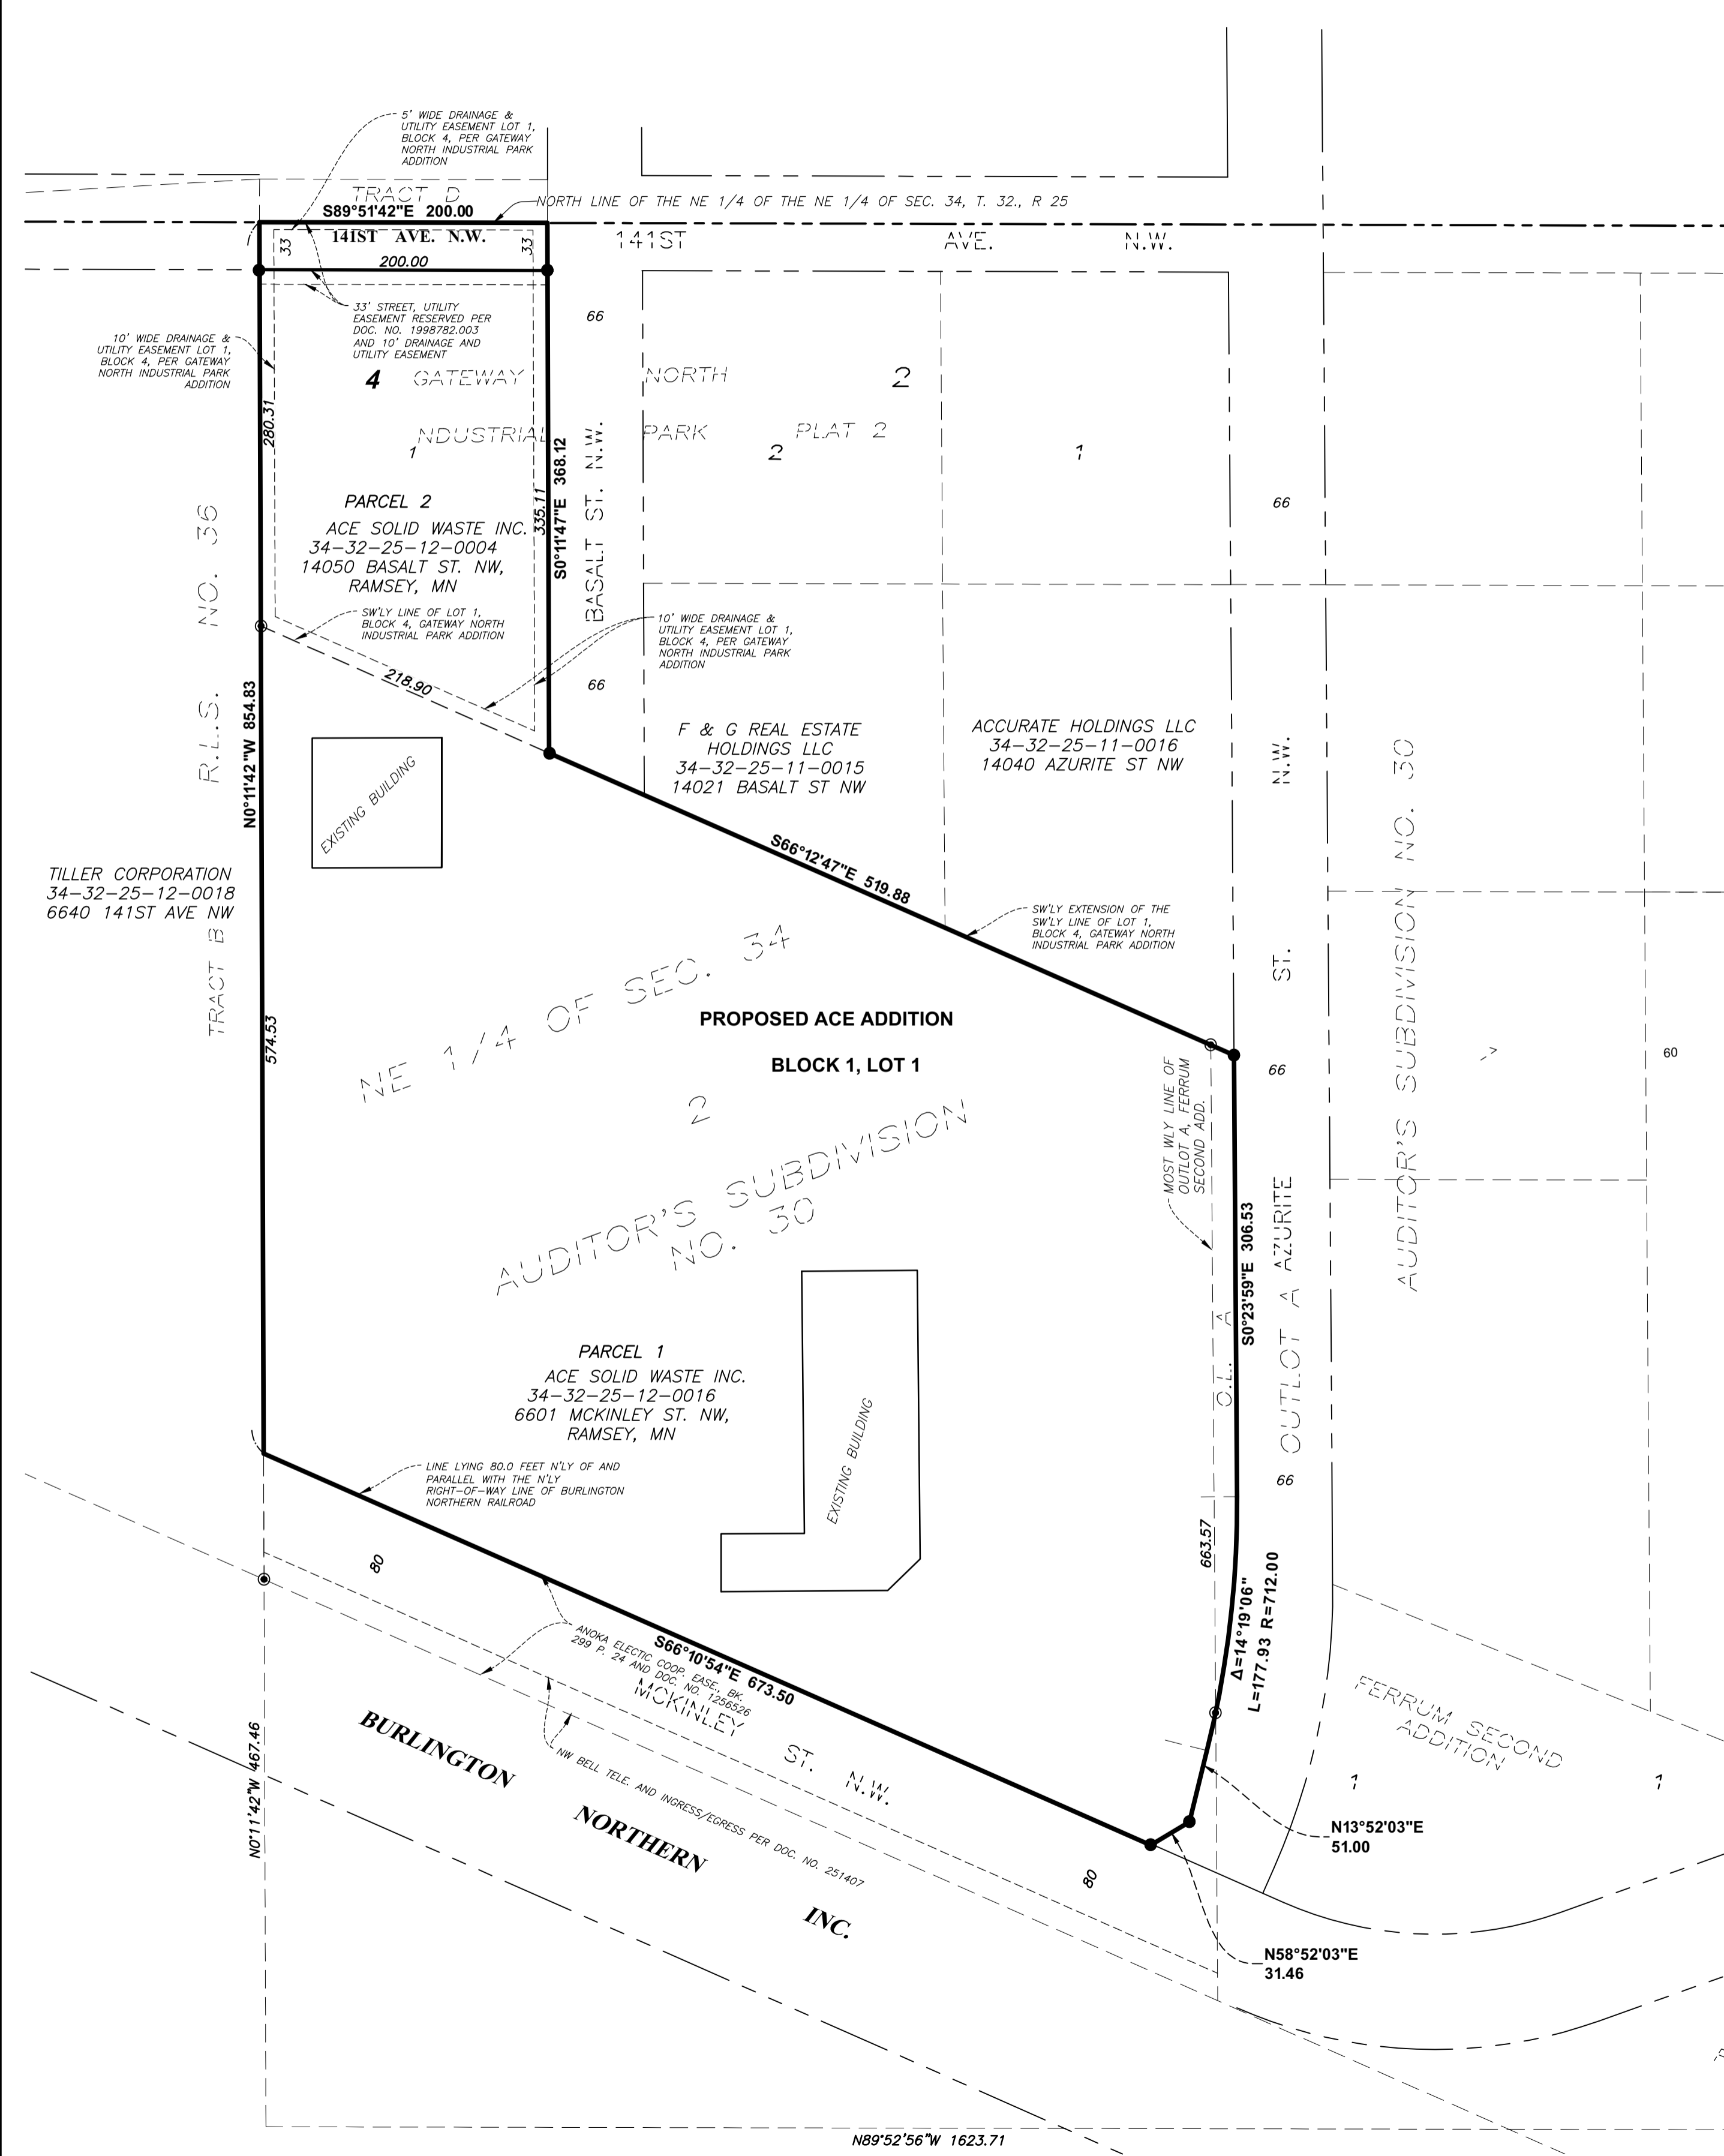 5' WIDE DRAINAGE &
UTILITY EASEMENT LOT 1,
BLOCK 4, PER GATEWAY
NORTH INDUSTRIAL PARK
ADDITION
TRACT D
S89°51'42"E 200.00
NORTH LINE OF THE NE 1/4 OF THE NE 1/4 OF SEC. 34, T. 32., R 25
33
141ST AVE. N.W.
33
141ST AVE. N.W.
200.00
33' STREET, UTILITY
EASEMENT RESERVED PER
DOC. NO. 1998782.003
AND 10' DRAINAGE AND
UTILITY EASEMENT
66
10' WIDE DRAINAGE &
UTILITY EASEMENT LOT 1,
BLOCK 4, PER GATEWAY
NORTH INDUSTRIAL PARK
ADDITION
4 GATEWAY NORTH 2
NDUSTRIAL PARK PLAT 2
1
2
1
280.31
S0°11'47"E 368.12
335.11
BASALT ST. N.W.
66
PARCEL 2
ACE SOLID WASTE INC.
34-32-25-12-0004
14050 BASALT ST. NW,
RAMSEY, MN
R.L.S. NO. 36
SW'LY LINE OF LOT 1,
BLOCK 4, GATEWAY NORTH
INDUSTRIAL PARK ADDITION
10' WIDE DRAINAGE &
UTILITY EASEMENT LOT 1,
BLOCK 4, PER GATEWAY
NORTH INDUSTRIAL PARK
ADDITION
218.90
66
N0°11'42"W 854.83
F & G REAL ESTATE
HOLDINGS LLC
34-32-25-11-0015
14021 BASALT ST NW
ACCURATE HOLDINGS LLC
34-32-25-11-0016
14040 AZURITE ST NW
EXISTING BUILDING
S66°12'47"E 519.88
TILLER CORPORATION
34-32-25-12-0018
6640 141ST AVE NW
TRACT B
SW'LY EXTENSION OF THE
SW'LY LINE OF LOT 1,
BLOCK 4, GATEWAY NORTH
INDUSTRIAL PARK ADDITION
AUDITOR'S SUBDIVISION NO. 30
NE 1/4 OF SEC. 34
PROPOSED ACE ADDITION
BLOCK 1, LOT 1
574.53
7
60
66
MOST WLY LINE OF
OUTLOT A, FERRUM
SECOND ADD.
2
AUDITOR'S SUBDIVISION
NO. 30
AZURITE ST. N.W.
S0°23'59"E 306.53
O.L. A
OUTLOT A
PARCEL 1
ACE SOLID WASTE INC.
34-32-25-12-0016
6601 MCKINLEY ST. NW,
RAMSEY, MN
EXISTING BUILDING
LINE LYING 80.0 FEET N'LY OF AND
PARALLEL WITH THE N'LY
RIGHT-OF-WAY LINE OF BURLINGTON
NORTHERN RAILROAD
66
663.57
80
Δ=14°19'06"
L=177.93 R=712.00
ANOKA ELECTIC COOP. EASE., BK.
299 P. 24 AND DOC. NO. 1256526
S66°10'54"E 673.50
MCKINLEY ST. N.W.
FERRUM SECOND
ADDITION
1
1
N0°11'42"W 467.46
BURLINGTON NORTHERN INC.
NW BELL TELE. AND INGRESS/EGRESS PER DOC. NO. 251407
N13°52'03"E
51.00
80
N58°52'03"E
31.46
N89°52'56"W 1623.71